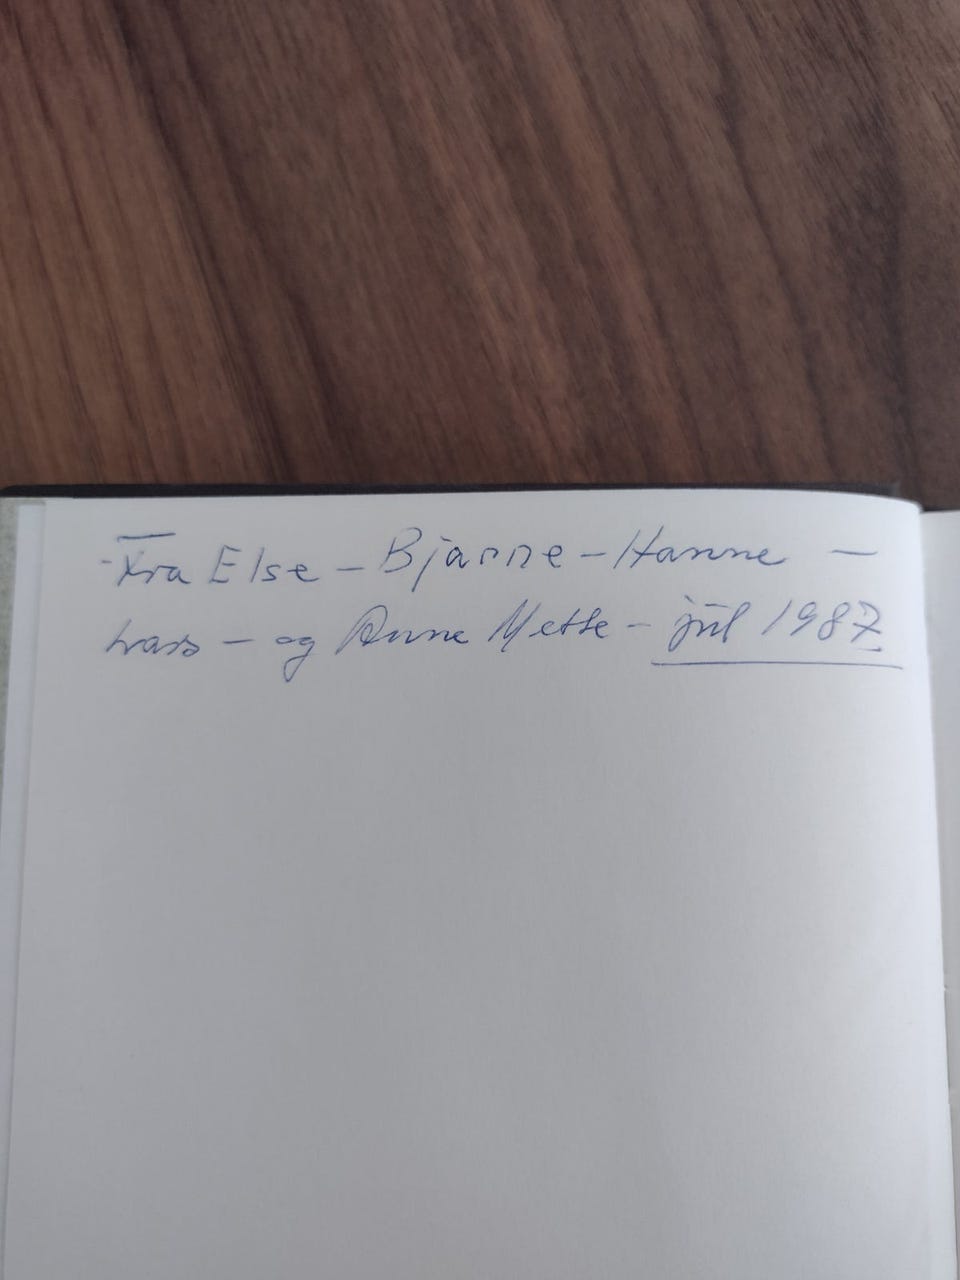 Fra Else – Bjarne – Hanne –
Lars – og Anne Mette – jul 1987